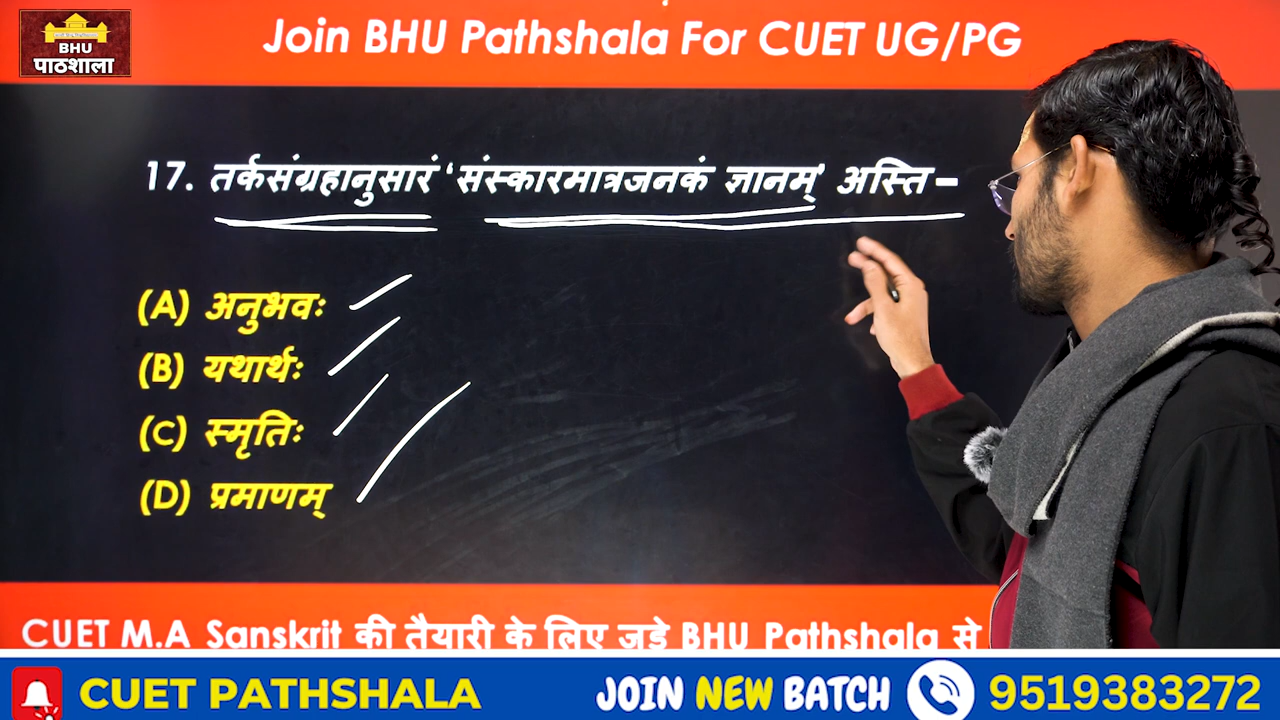 Join BHU Pathshala For CUET UG/PG
BHU
पाठशाला
17. तर्कसंग्रहानुसारं 'संस्कारमात्रजनकं ज्ञानम्' अस्ति –
(A) अनुभवः
(B) यथार्थः
(C) स्मृतिः
(D) प्रमाणम्
CUET M.A Sanskrit की तैयारी के लिए जुड़े BHU Pathshala से
CUET PATHSHALA
JOIN NEW BATCH
9519383272